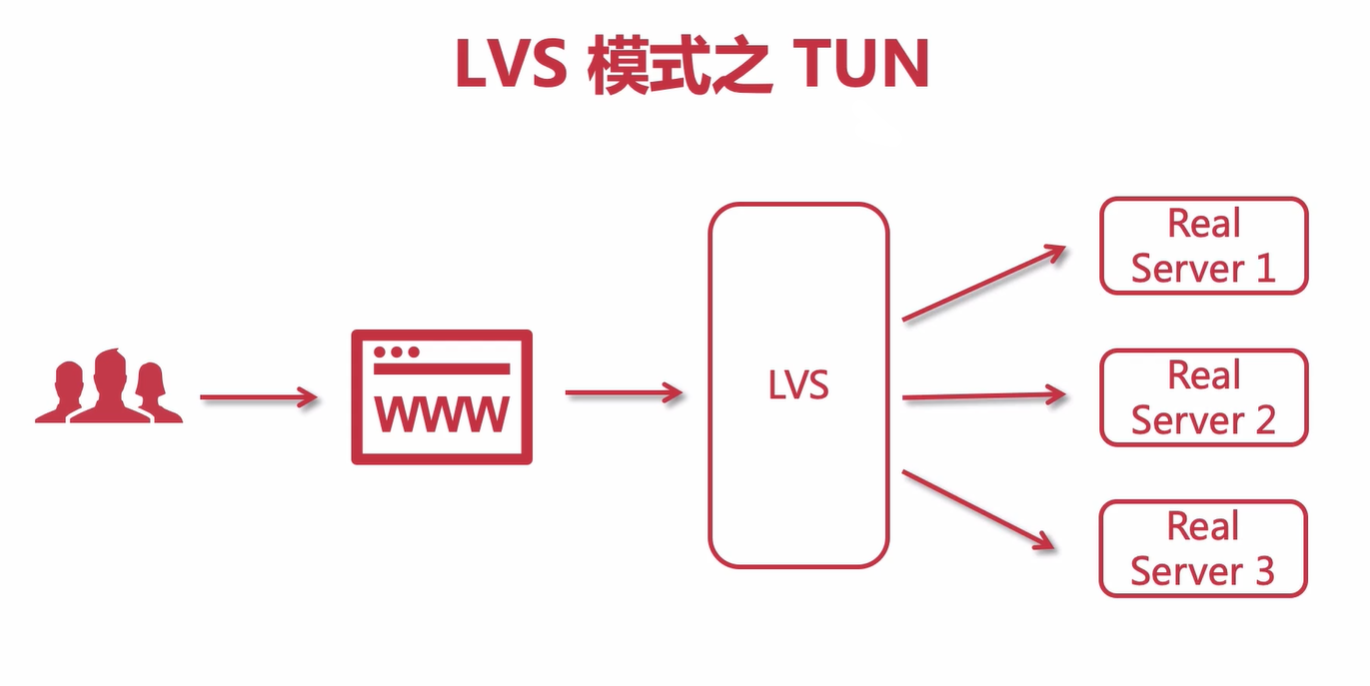 LVS 模式之 TUN
WWW
LVS
Real
Server 1
Real
Server 2
Real
Server 3